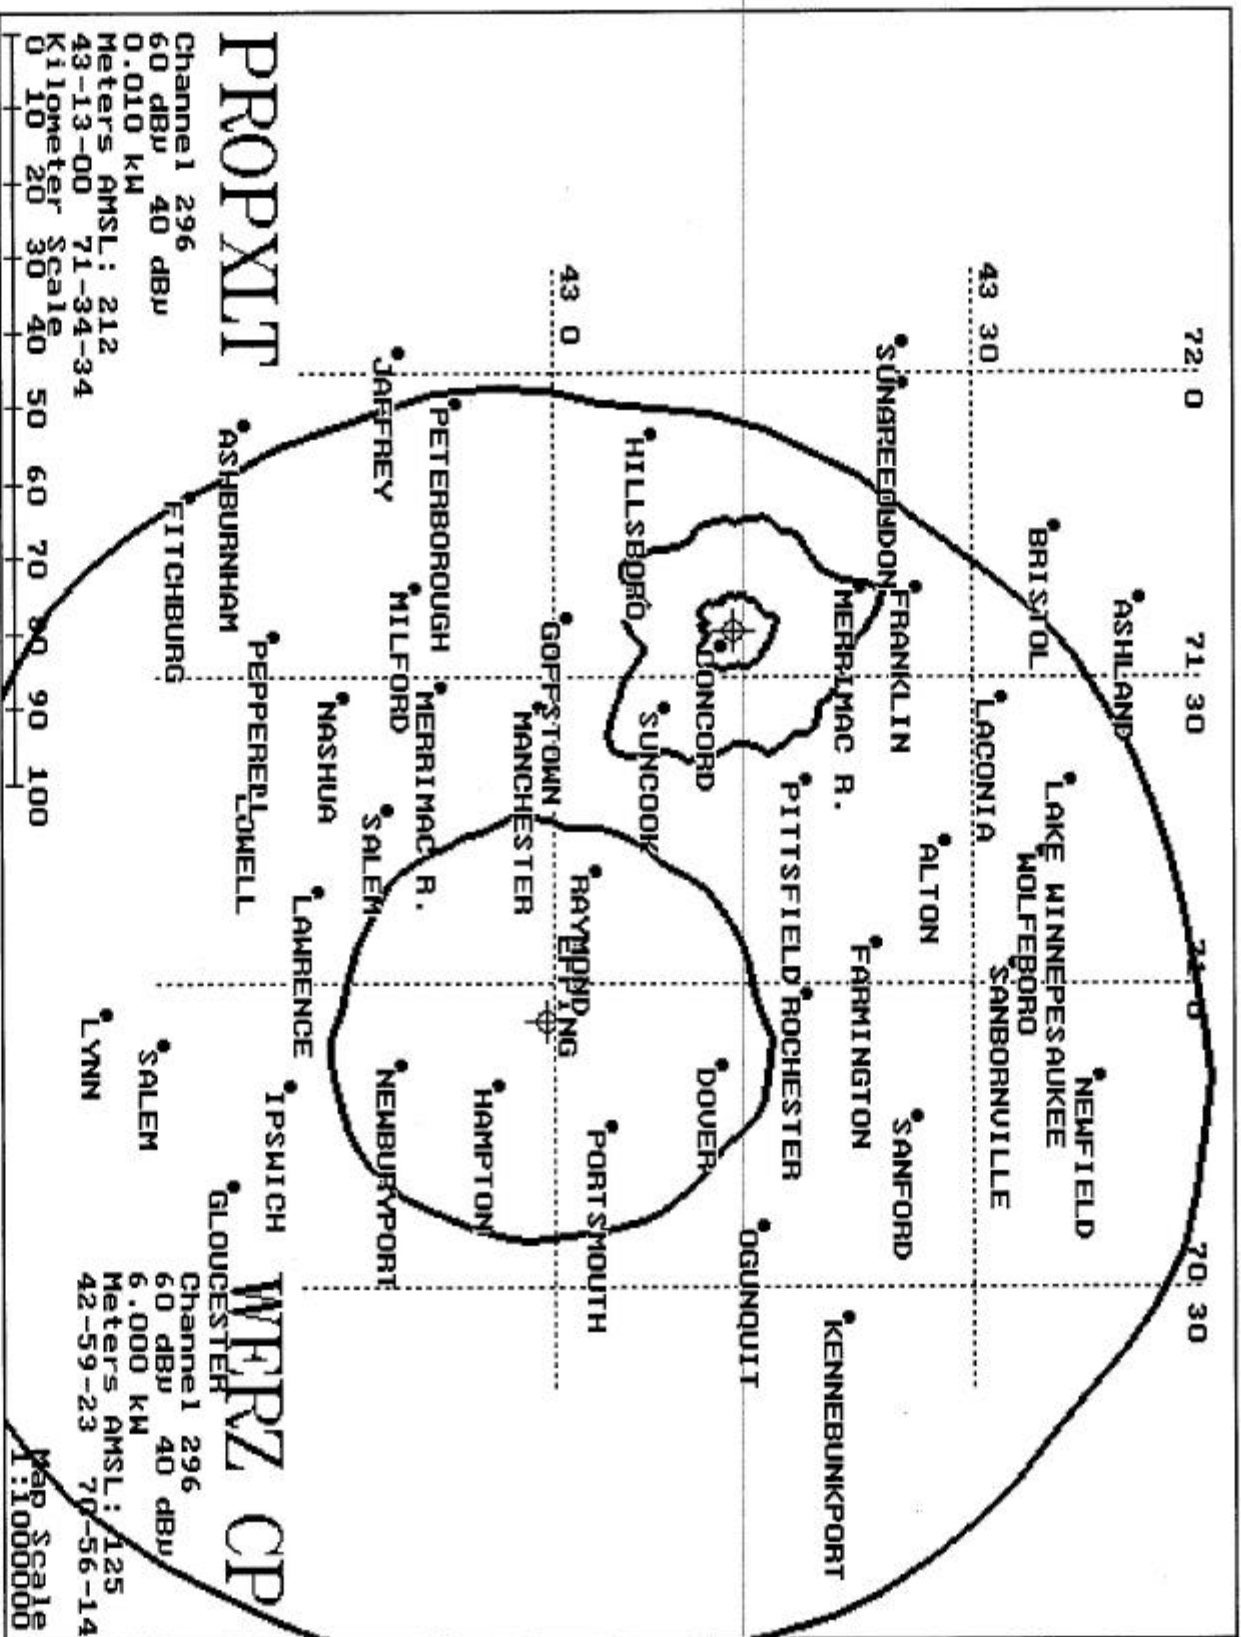 72 0
71 30
71 0
70 30
ASHLAND
BRISTOL
LAKE WINNEPESAUKEE
WOLFEBORO
NEWFIELD
43 30
LACONIA
SANBORNVILLE
FRANKLIN
ALTON
SANFORD
MERRIMAC R.
FARMINGTON
KENNEBUNKPORT
PITTSFIELD
ROCHESTER
OGUNQUIT
CONCORD
DOVER
HILLSBORO
SUNCOOK
PORTSMOUTH
43 0
RAYMOND
EPPING
GOFFSTOWN
MANCHESTER
HAMPTON
PETERBOROUGH
MERRIMAC R.
JAFFREY
MILFORD
SALEM
NEWBURYPORT
NASHUA
LAWRENCE
IPSWICH
ASHBURNHAM
PEPPERELL
LOWELL
GLOUCESTER
FITCHBURG
SALEM
LYNN
PROPXLT
Channel 296
60 dBµ 40 dBµ
0.010 kW
Meters AMSL: 212
43-13-00 71-34-34
Kilometer Scale
0 10 20 30 40 50 60 70 80 90 100
WERZ CP
Channel 296
60 dBµ 40 dBµ
6.000 kW
Meters AMSL: 125
42-59-23 70-56-14
Map Scale
1:1000000